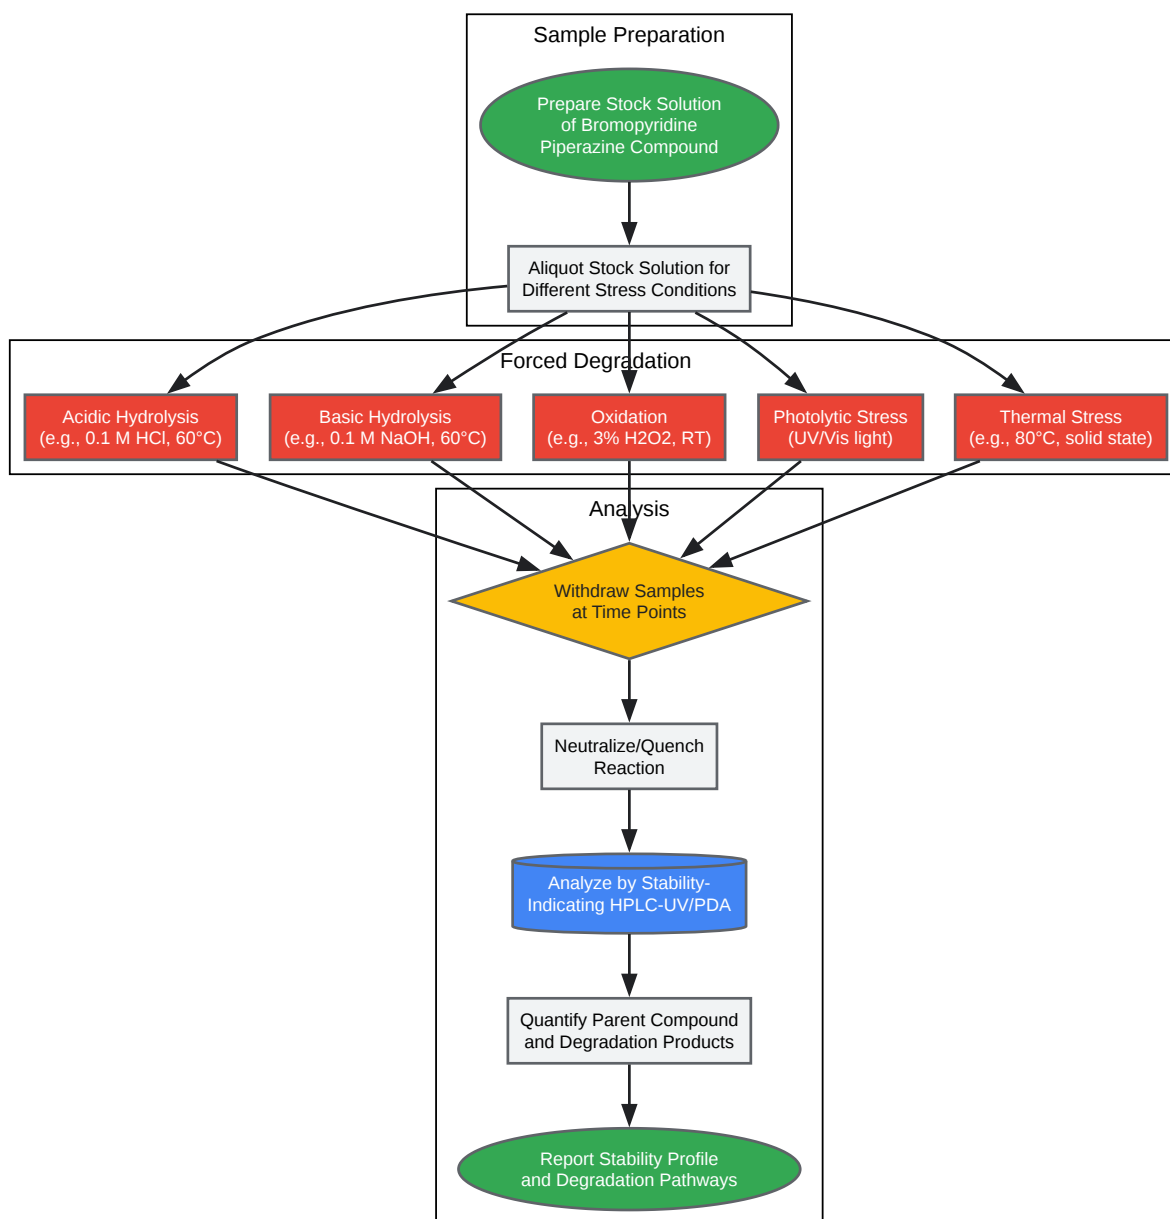 Sample Preparation
Prepare Stock Solution
of Bromopyridine
Piperazine Compound
Aliquot Stock Solution for
Different Stress Conditions
Forced Degradation
Acidic Hydrolysis
(e.g., 0.1 M HCl, 60°C)
Basic Hydrolysis
(e.g., 0.1 M NaOH, 60°C)
Oxidation
(e.g., 3% H2O2, RT)
Photolytic Stress
(UV/Vis light)
Thermal Stress
(e.g., 80°C, solid state)
Analysis
Withdraw Samples
at Time Points
Neutralize/Quench
Reaction
Analyze by Stability-
Indicating HPLC-UV/PDA
Quantify Parent Compound
and Degradation Products
Report Stability Profile
and Degradation Pathways